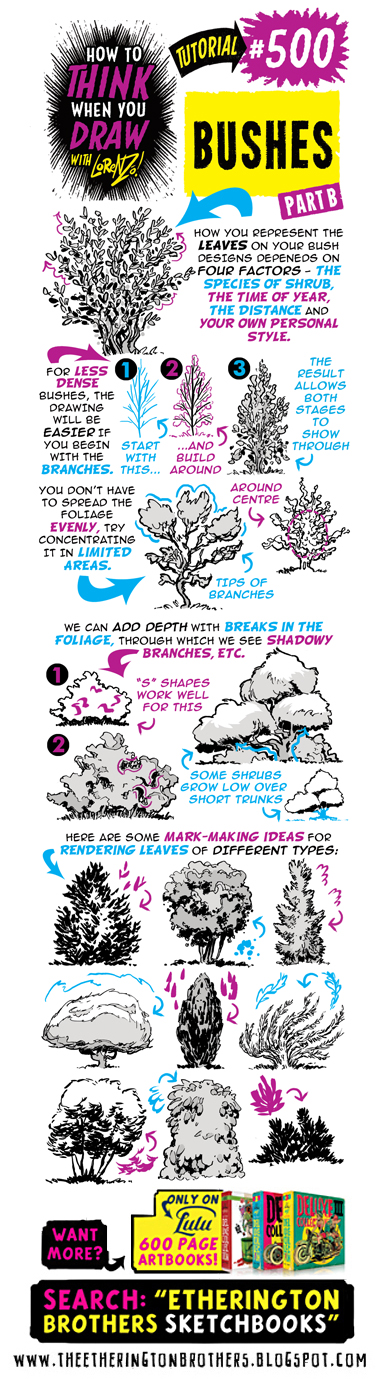 HOW TO
THINK
WHEN YOU
DRAW
WITH LORENZO!
TUTORIAL
#500
BUSHES
PART B
HOW YOU REPRESENT THE
LEAVES ON YOUR BUSH
DESIGNS DEPENEDS ON
FOUR FACTORS - THE
SPECIES OF SHRUB,
THE TIME OF YEAR,
THE DISTANCE AND
YOUR OWN PERSONAL
STYLE.
FOR LESS
DENSE
BUSHES, THE
DRAWING
WILL BE
EASIER IF
YOU BEGIN
WITH THE
BRANCHES.
1
START
WITH
THIS...
2
...AND
BUILD
AROUND
3
THE
RESULT
ALLOWS
BOTH
STAGES
TO
SHOW
THROUGH
YOU DON'T HAVE
TO SPREAD THE
FOLIAGE
EVENLY, TRY
CONCENTRATING
IT IN LIMITED
AREAS.
AROUND
CENTRE
TIPS OF
BRANCHES
WE CAN ADD DEPTH WITH BREAKS IN THE
FOLIAGE, THROUGH WHICH WE SEE SHADOWY
BRANCHES, ETC.
1
"S" SHAPES
WORK WELL
FOR THIS
2
SOME SHRUBS
GROW LOW OVER
SHORT TRUNKS
HERE ARE SOME MARK-MAKING IDEAS FOR
RENDERING LEAVES OF DIFFERENT TYPES:
WANT
MORE?
ONLY ON
Lulu
600 PAGE
ARTBOOKS!
DELUXE III
SEARCH: "ETHERINGTON
BROTHERS SKETCHBOOKS"
WWW.THEETHERINGTONBROTHERS.BLOGSPOT.COM